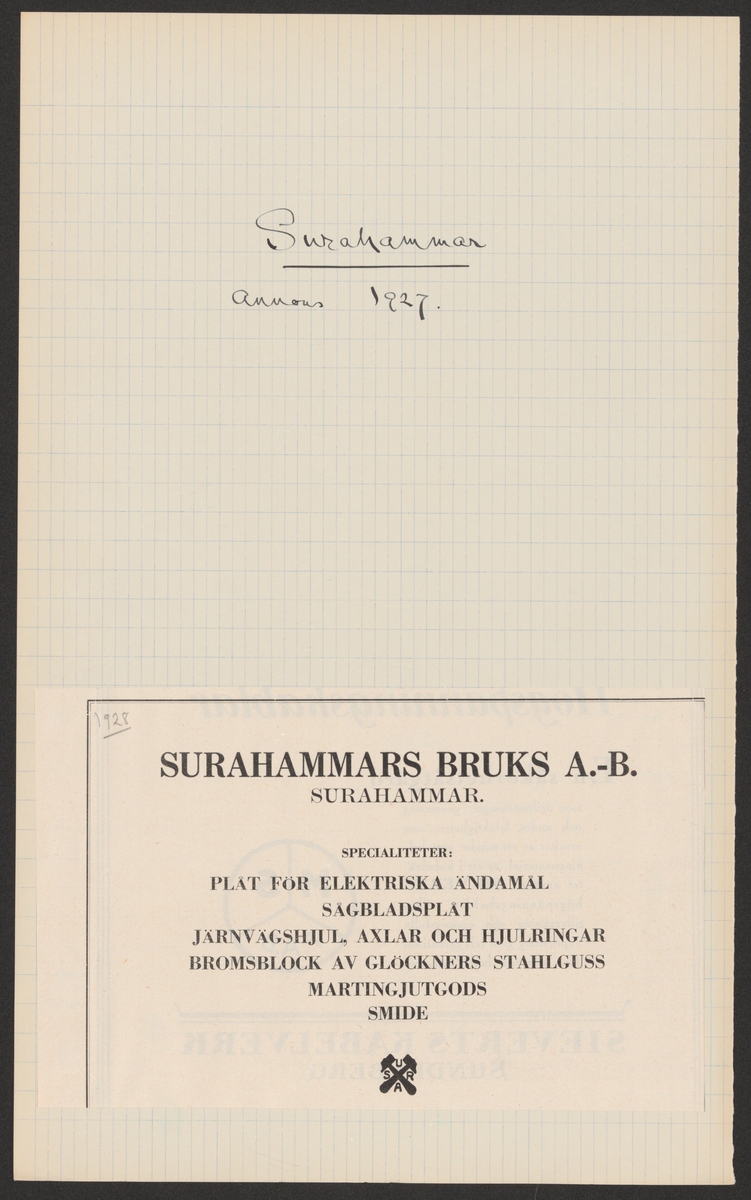 Surahammar
Annons 1927.
1928
SURAHAMMARS BRUKS A.-B.
SURAHAMMAR.
SPECIALITETER:
PLÅT FÖR ELEKTRISKA ÄNDAMÅL
SÅGBLADSPLÅT
JÄRNVÄGSHJUL, AXLAR OCH HJULRINGAR
BROMSBLOCK AV GLÖCKNERS STAHLGUSS
MARTINGJUTGODS
SMIDE
SURA